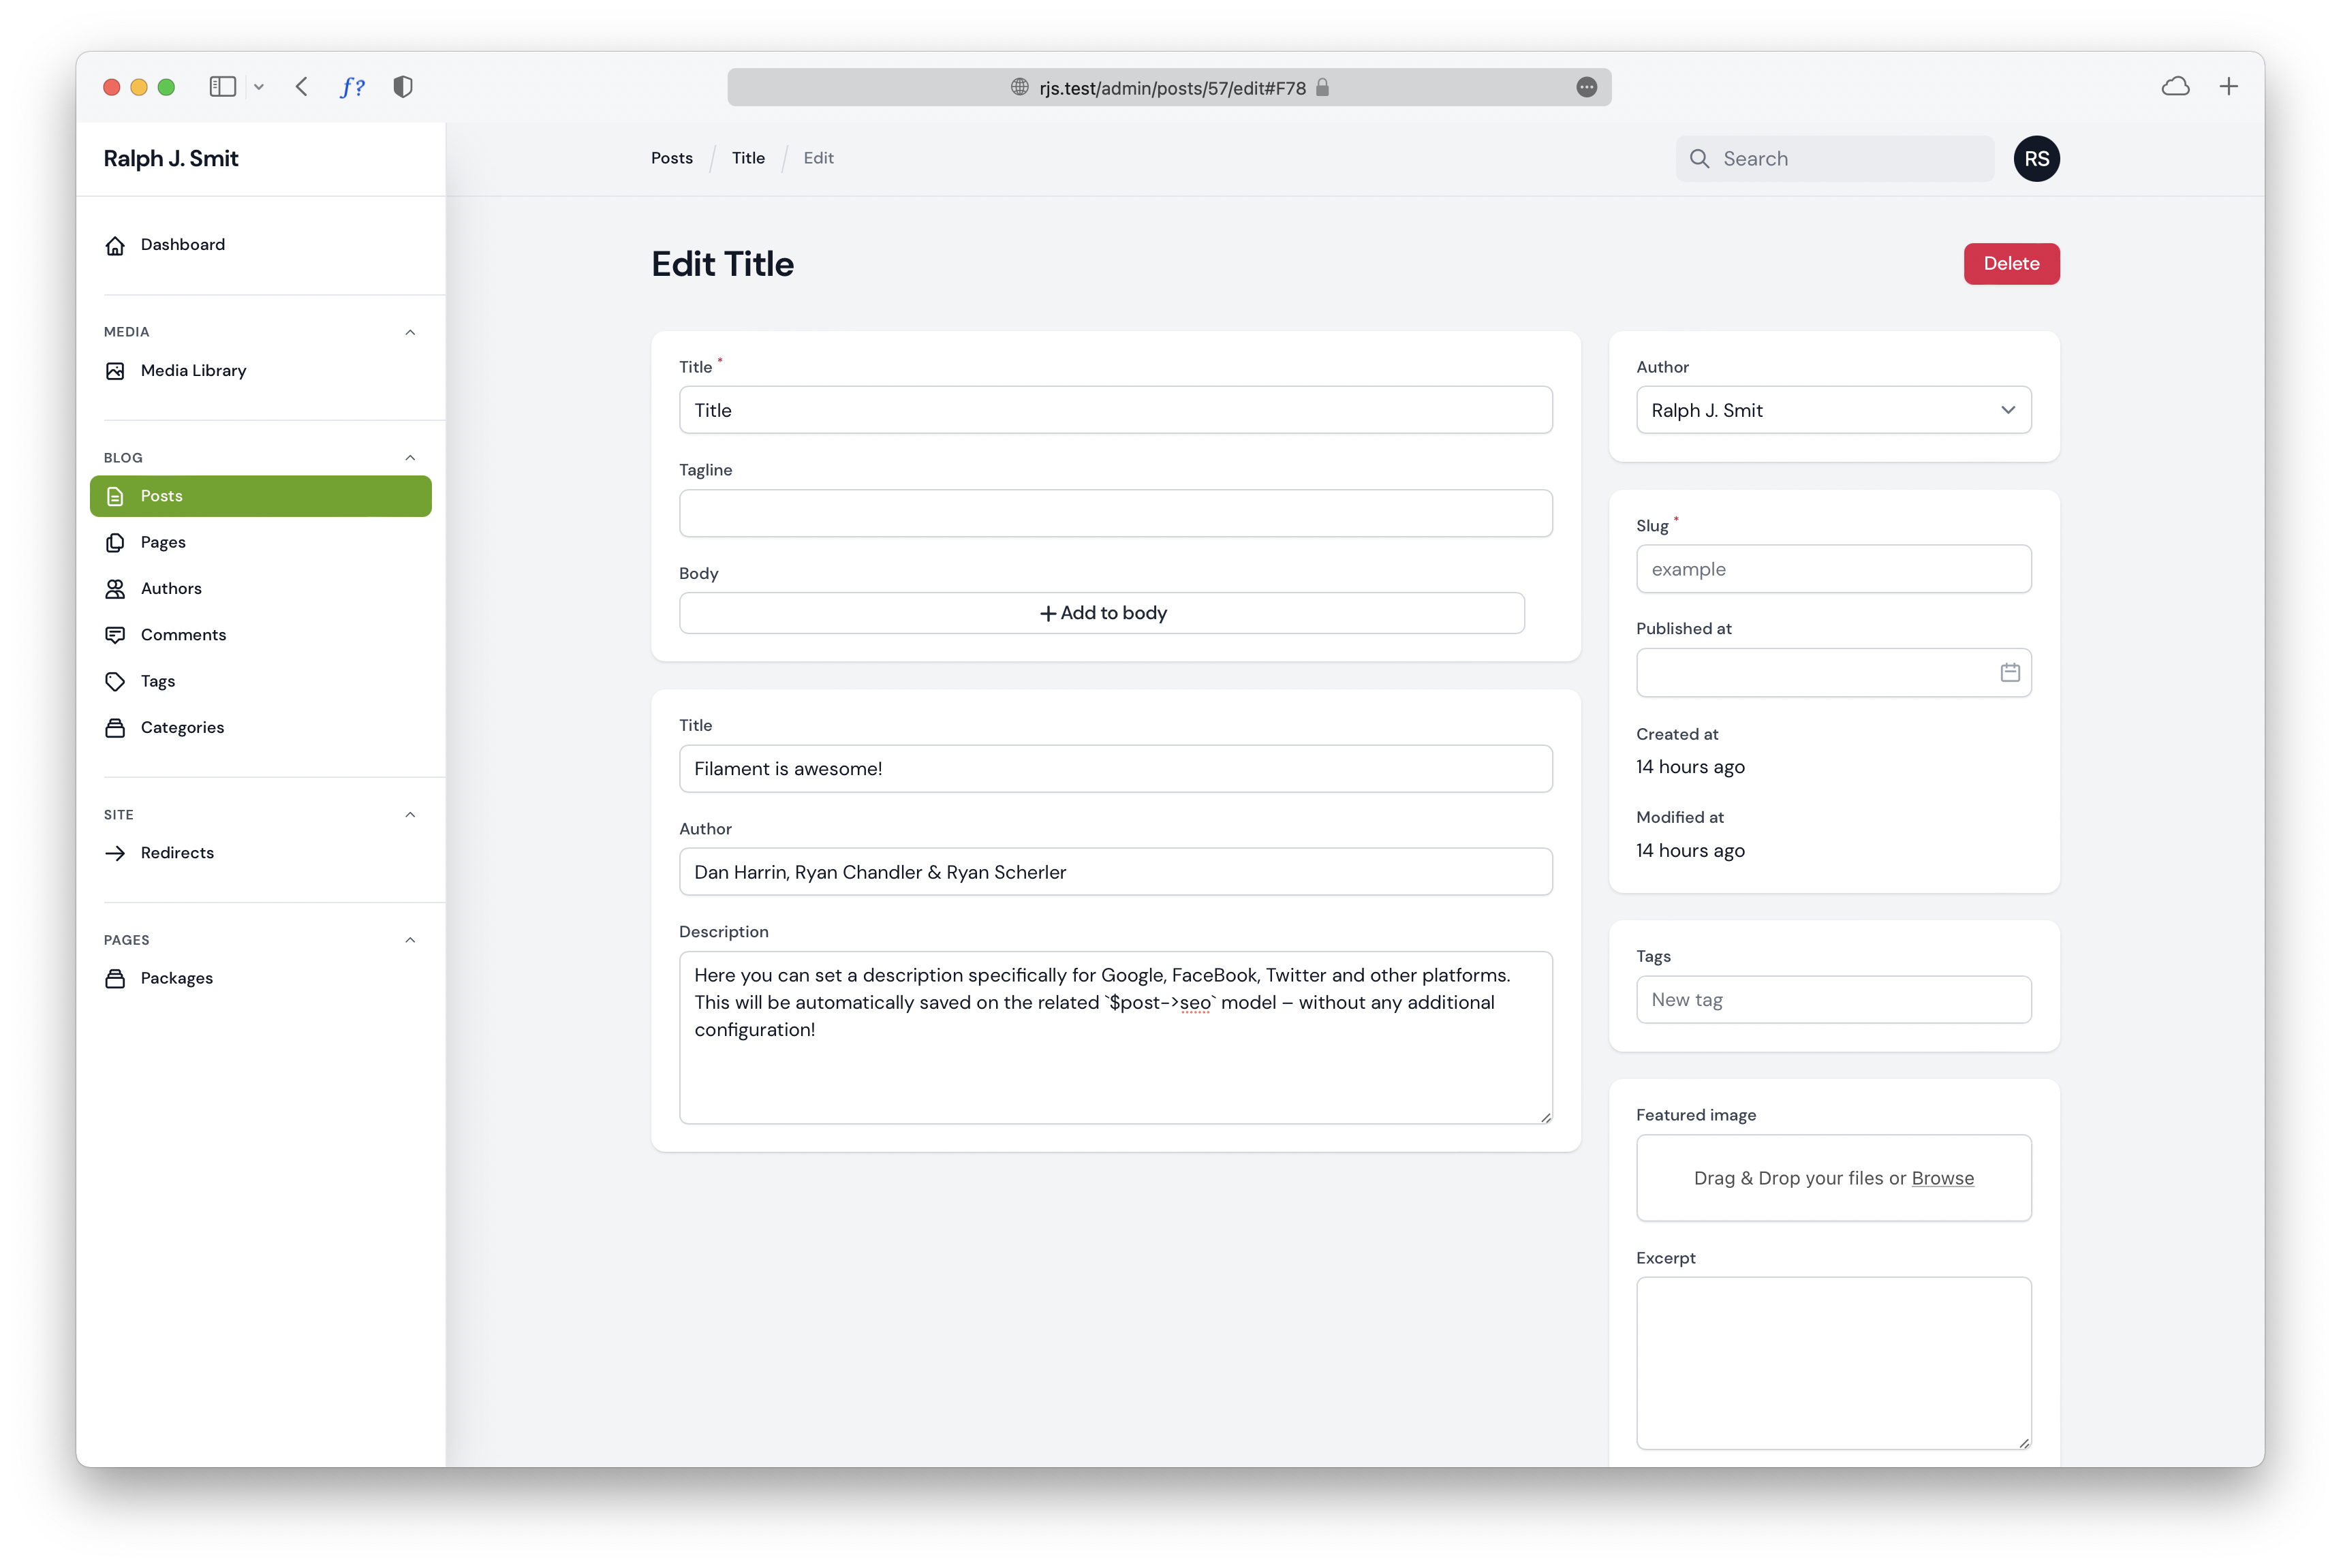 rjs.test/admin/posts/57/edit#F78
Ralph J. Smit
Posts / Title / Edit
Search
RS
Dashboard
MEDIA
Media Library
BLOG
Posts
Pages
Authors
Comments
Tags
Categories
SITE
Redirects
PAGES
Packages
Edit Title
Delete
Title *
Title
Tagline
Body
Add to body
Title
Filament is awesome!
Author
Dan Harrin, Ryan Chandler & Ryan Scherler
Description
Here you can set a description specifically for Google, FaceBook, Twitter and other platforms.
This will be automatically saved on the related `$post->seo` model – without any additional
configuration!
Author
Ralph J. Smit
Slug *
example
Published at
Created at
14 hours ago
Modified at
14 hours ago
Tags
New tag
Featured image
Drag & Drop your files or Browse
Excerpt